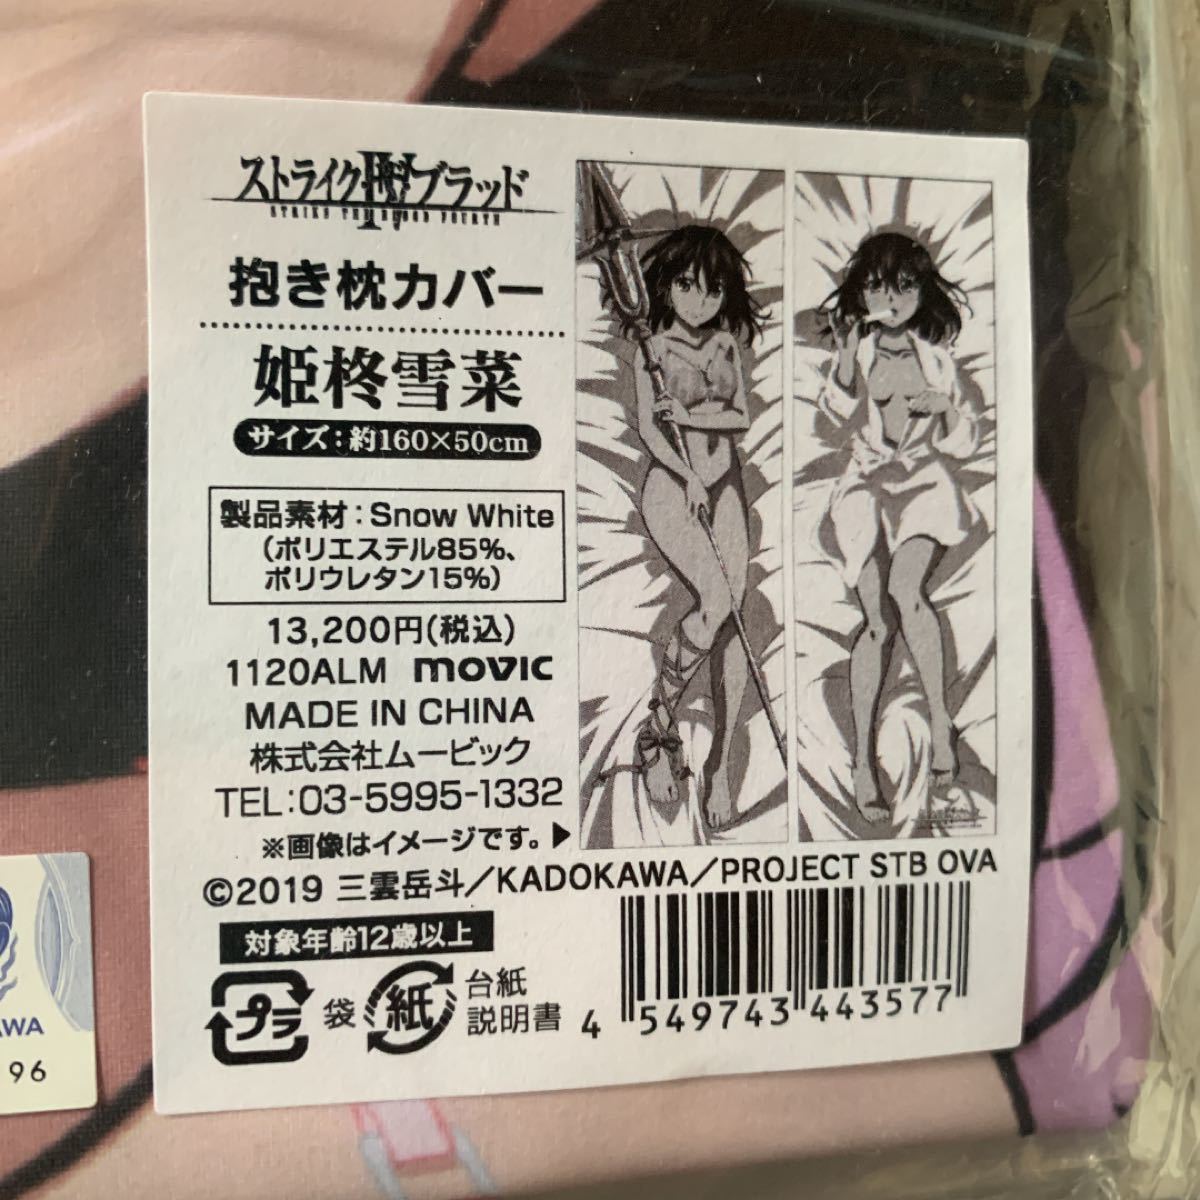 ストライク・ザ・ブラッド
IV
STRIKE THE BLOOD FOURTH
抱き枕カバー
姫柊雪菜
サイズ：約160×50cm
製品素材：Snow White
（ポリエステル85%、
ポリウレタン15%）
13,200円(税込)
1120ALM movic
MADE IN CHINA
株式会社ムービック
TEL:03-5995-1332
※画像はイメージです。▶
©2019 三雲岳斗／KADOKAWA／PROJECT STB OVA
対象年齢12歳以上
プラ 袋 紙 台紙
説明書
4 549743 443577
AWA
96